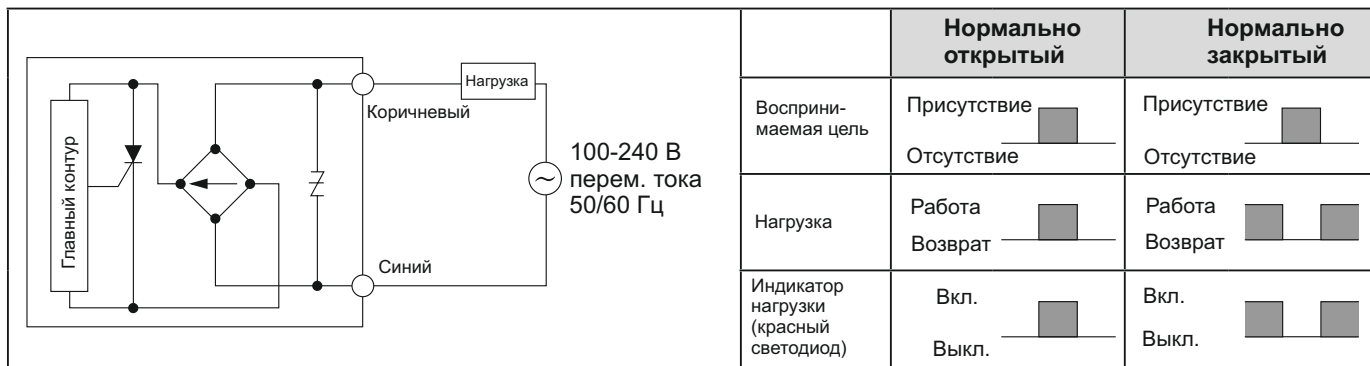 Главный контур
Коричневый
Нагрузка
100-240 В
перем. тока
50/60 Гц
Синий
Нормально
открытый
Нормально
закрытый
Восприни-
маемая цель
Присутствие
Отсутствие
Присутствие
Отсутствие
Нагрузка
Работа
Возврат
Работа
Возврат
Индикатор
нагрузки
(красный
светодиод)
Вкл.
Выкл.
Вкл.
Выкл.